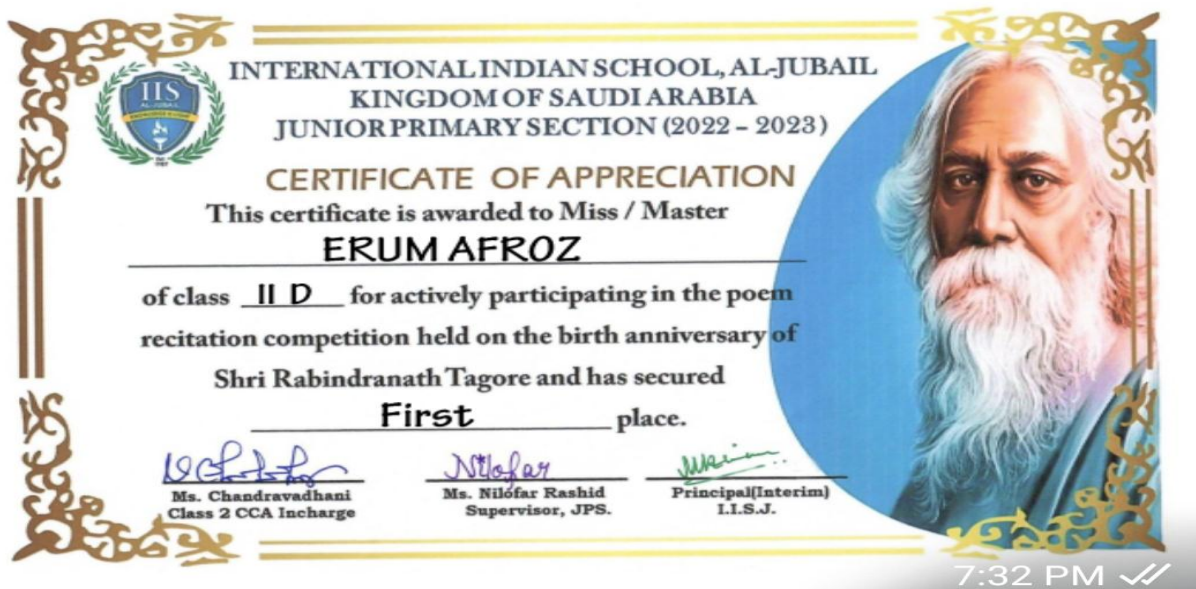 INTERNATIONAL INDIAN SCHOOL, AL-JUBAIL
KINGDOM OF SAUDI ARABIA
JUNIOR PRIMARY SECTION (2022 – 2023)
IIS
AL-JUBAIL
CERTIFICATE OF APPRECIATION
This certificate is awarded to Miss / Master
ERUM AFROZ
of class II D for actively participating in the poem
recitation competition held on the birth anniversary of
Shri Rabindranath Tagore and has secured
First place.
Nilofar
Ms. Chandravadhani
Class 2 CCA Incharge
Ms. Nilofar Rashid
Supervisor, JPS.
Principal(Interim)
I.I.S.J.
7:32 PM